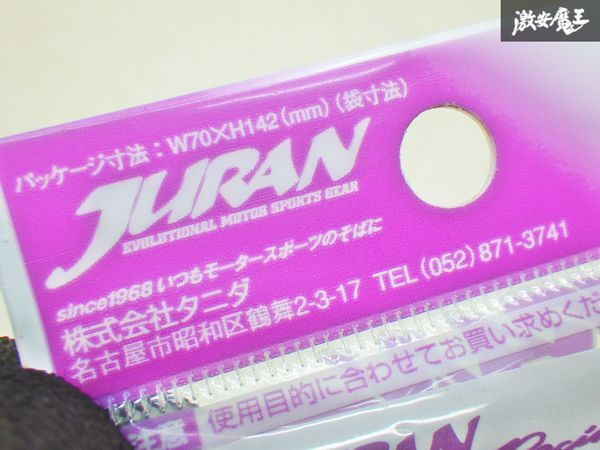 激安魔王
パッケージ寸法：W70×H142(mm)(袋寸法)
JURAN
EVOLUTIONAL MOTOR SPORTS GEAR
since1968 いつもモータースポーツのそばに
株式会社タニダ
名古屋市昭和区鶴舞2-3-17 TEL(052)871-3741
使用目的に合わせてお買い求めくだ
JURAN